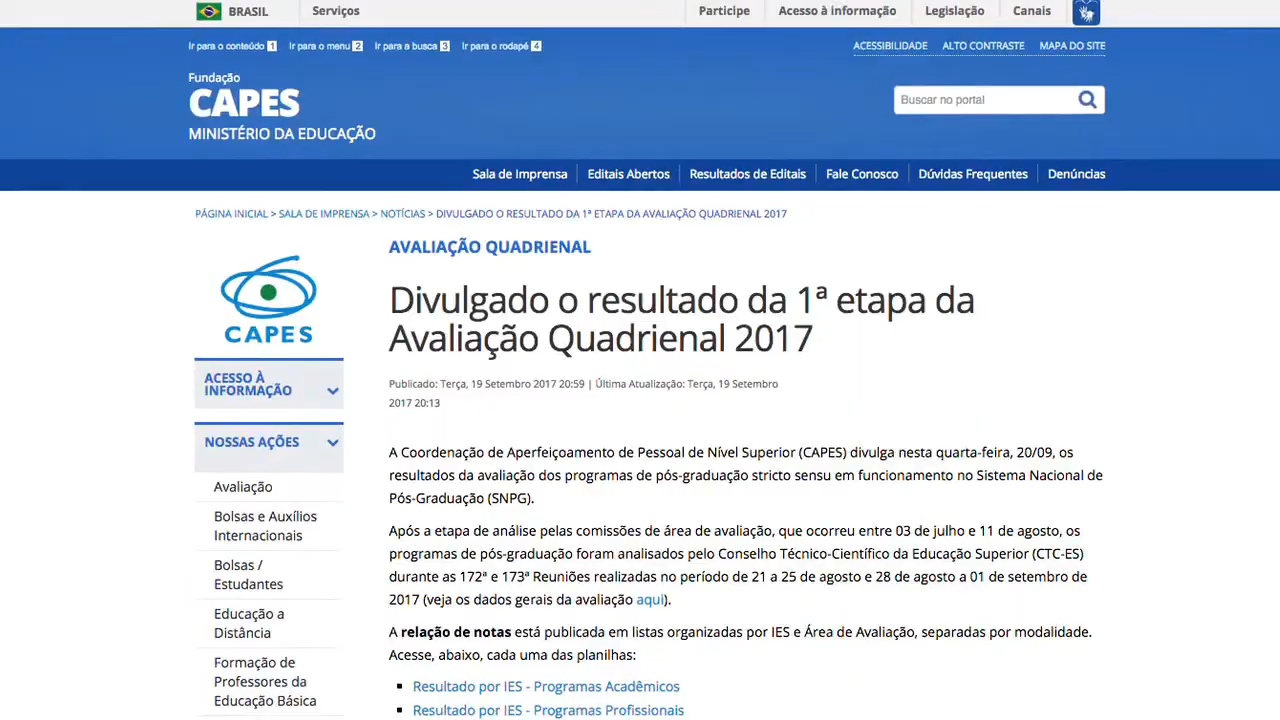 BRASIL
Serviços
Participe
Acesso à informação
Legislação
Canais
Ir para o conteúdo 1
Ir para o menu 2
Ir para a busca 3
Ir para o rodapé 4
ACESSIBILIDADE
ALTO CONTRASTE
MAPA DO SITE
Fundação
CAPES
MINISTÉRIO DA EDUCAÇÃO
Buscar no portal
Sala de Imprensa
Editais Abertos
Resultados de Editais
Fale Conosco
Dúvidas Frequentes
Denúncias
PÁGINA INICIAL > SALA DE IMPRENSA > NOTÍCIAS > DIVULGADO O RESULTADO DA 1ª ETAPA DA AVALIAÇÃO QUADRIENAL 2017
CAPES
ACESSO À
INFORMAÇÃO
NOSSAS AÇÕES
Avaliação
Bolsas e Auxílios
Internacionais
Bolsas /
Estudantes
Educação a
Distância
Formação de
Professores da
Educação Básica
AVALIAÇÃO QUADRIENAL
Divulgado o resultado da 1ª etapa da
Avaliação Quadrienal 2017
Publicado: Terça, 19 Setembro 2017 20:59 | Última Atualização: Terça, 19 Setembro
2017 20:13
A Coordenação de Aperfeiçoamento de Pessoal de Nível Superior (CAPES) divulga nesta quarta-feira, 20/09, os
resultados da avaliação dos programas de pós-graduação stricto sensu em funcionamento no Sistema Nacional de
Pós-Graduação (SNPG).
Após a etapa de análise pelas comissões de área de avaliação, que ocorreu entre 03 de julho e 11 de agosto, os
programas de pós-graduação foram analisados pelo Conselho Técnico-Científico da Educação Superior (CTC-ES)
durante as 172ª e 173ª Reuniões realizadas no período de 21 a 25 de agosto e 28 de agosto a 01 de setembro de
2017 (veja os dados gerais da avaliação aqui).
A relação de notas está publicada em listas organizadas por IES e Área de Avaliação, separadas por modalidade.
Acesse, abaixo, cada uma das planilhas:
Resultado por IES - Programas Acadêmicos
Resultado por IES - Programas Profissionais